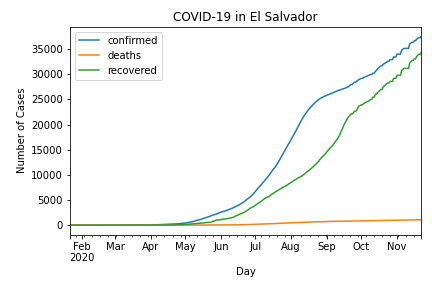 COVID-19 in El Salvador
confirmed
deaths
recovered
Number of Cases
35000
30000
25000
20000
15000
10000
5000
0
Feb Mar Apr May Jun Jul Aug Sep Oct Nov
2020
Day